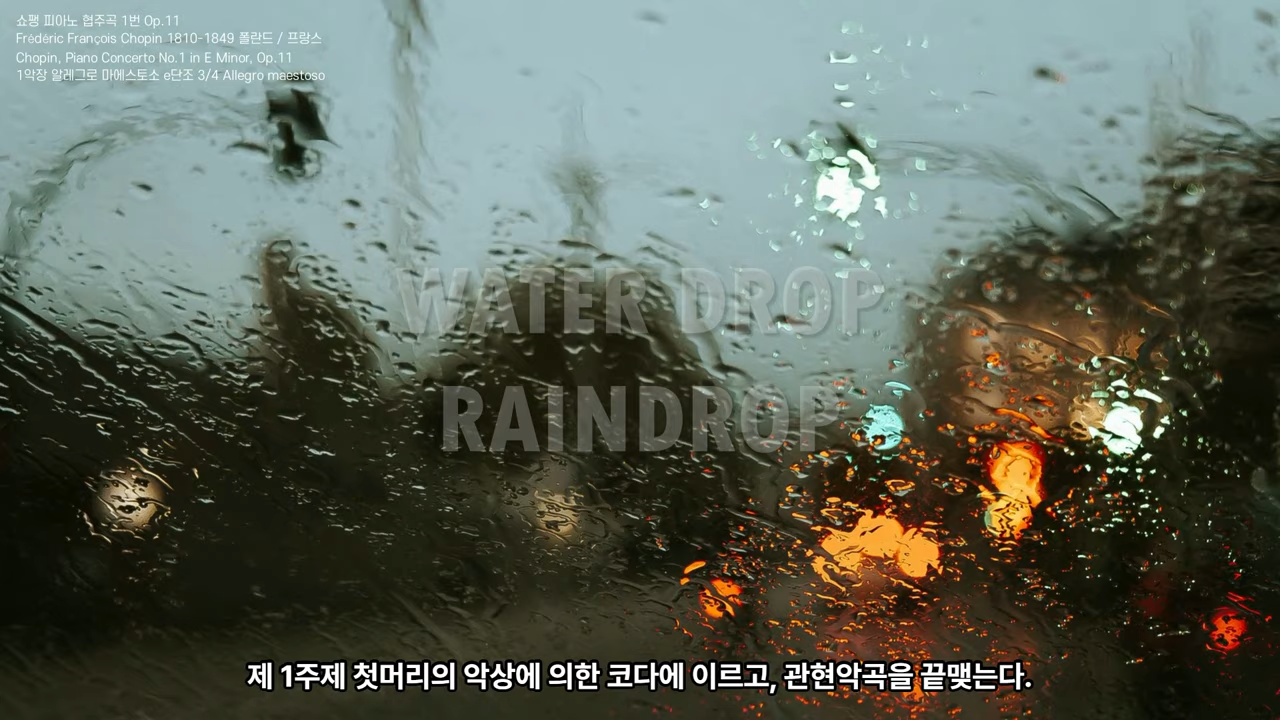 쇼팽 피아노 협주곡 1번 Op.11
Frédéric François Chopin 1810-1849 폴란드 / 프랑스
Chopin, Piano Concerto No.1 in E Minor, Op.11
1악장 알레그로 마에스토소 e단조 3/4 Allegro maestoso
WATER DROP
RAINDROP
제 1주제 첫머리의 악상에 의한 코다에 이르고, 관현악곡을 끝맺는다.